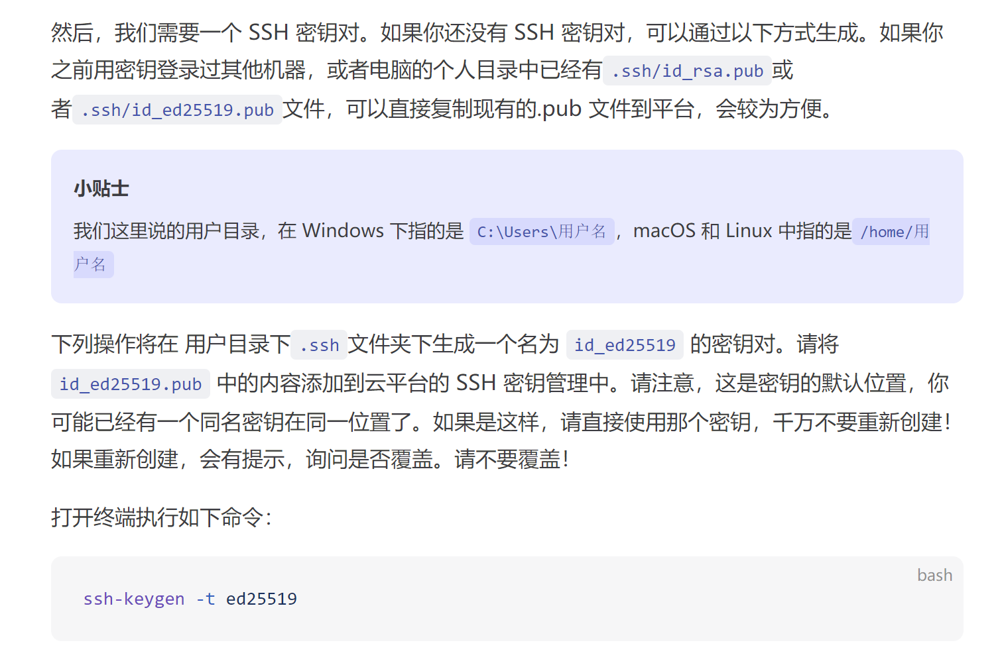 然后，我们需要一个 SSH 密钥对。如果你还没有 SSH 密钥对，可以通过以下方式生成。如果你
之前用密钥登录过其他机器，或者电脑的个人目录中已经有.ssh/id_rsa.pub或
者.ssh/id_ed25519.pub文件，可以直接复制现有的.pub 文件到平台，会较为方便。
小贴士
我们这里说的用户目录，在 Windows 下指的是 C:\Users\用户名，macOS 和 Linux 中指的是/home/用
户名
下列操作将在 用户目录下.ssh文件夹下生成一个名为 id_ed25519 的密钥对。请将
id_ed25519.pub 中的内容添加到云平台的 SSH 密钥管理中。请注意，这是密钥的默认位置，你
可能已经有一个同名密钥在同一位置了。如果是这样，请直接使用那个密钥，千万不要重新创建！
如果重新创建，会有提示，询问是否覆盖。请不要覆盖！
打开终端执行如下命令：
bash
ssh-keygen -t ed25519